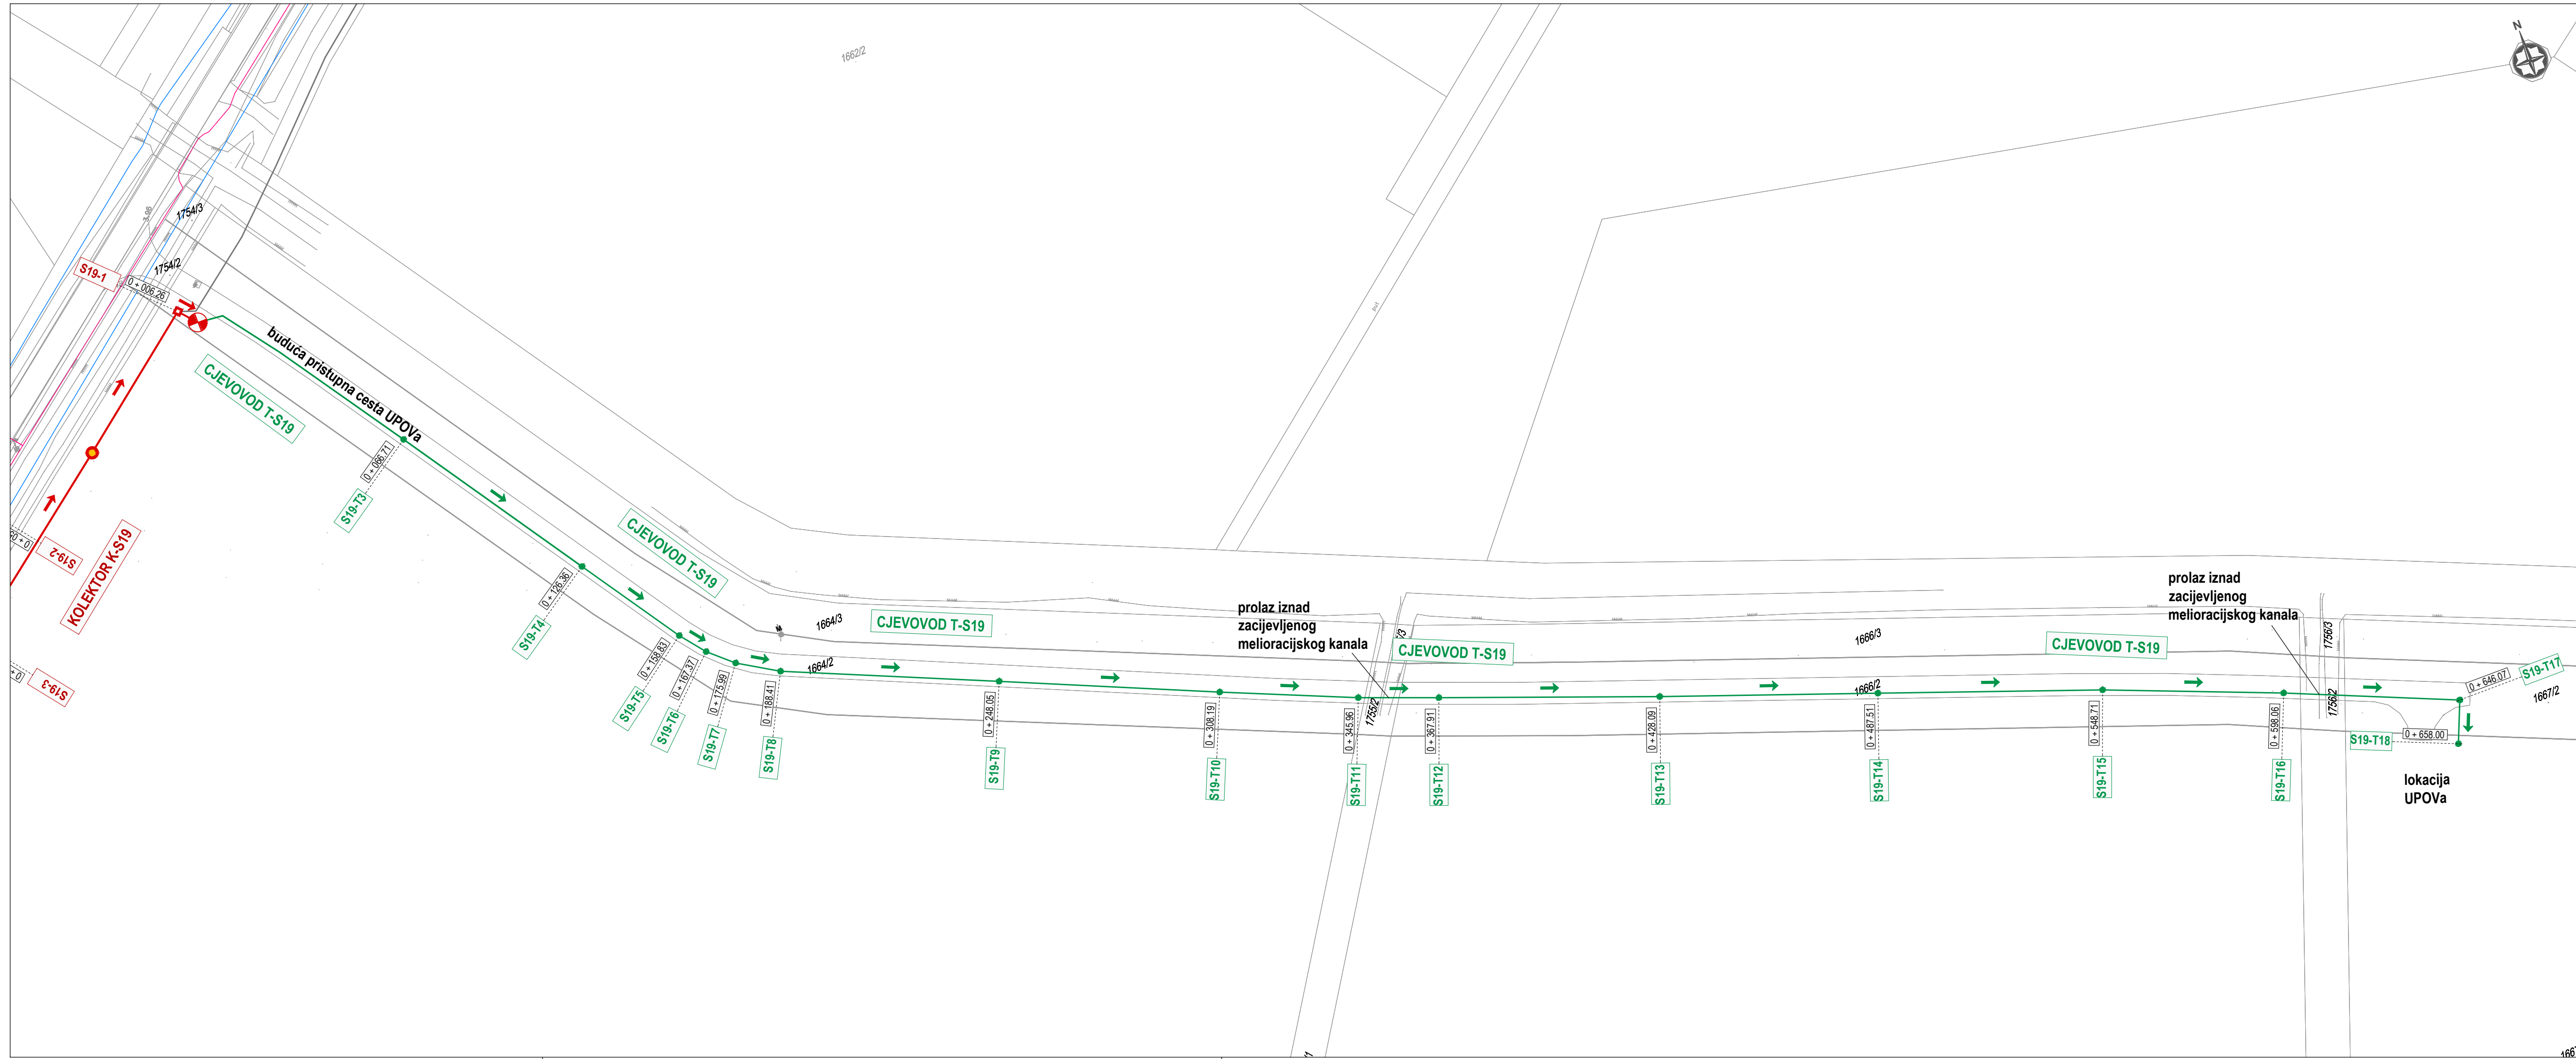 1662/2
N
1754/3
3.96
1754/2
S19-1
0 + 006.26
buduća pristupna cesta UPOVa
CJEVOVOD T-S19
0 + 066.71
S19-T3
S19-2
KOLEKTOR K-S19
S19-3
CJEVOVOD T-S19
0 + 126.36
S19-T4
0 + 158.83
S19-T5
0 + 167.37
S19-T6
0 + 175.99
S19-T7
0 + 188.41
S19-T8
1664/3
1664/2
CJEVOVOD T-S19
0 + 248.05
S19-T9
0 + 308.19
S19-T10
prolaz iznad
zacijevljenog
melioracijskog kanala
0 + 345.96
S19-T11
1755/2
CJEVOVOD T-S19
0 + 367.91
S19-T12
0 + 428.09
S19-T13
1666/3
1666/2
0 + 487.51
S19-T14
CJEVOVOD T-S19
0 + 548.71
S19-T15
prolaz iznad
zacijevljenog
melioracijskog kanala
0 + 598.06
S19-T16
1756/3
1756/2
0 + 646.07
S19-T17
1667/2
S19-T18
0 + 658.00
lokacija
UPOVa